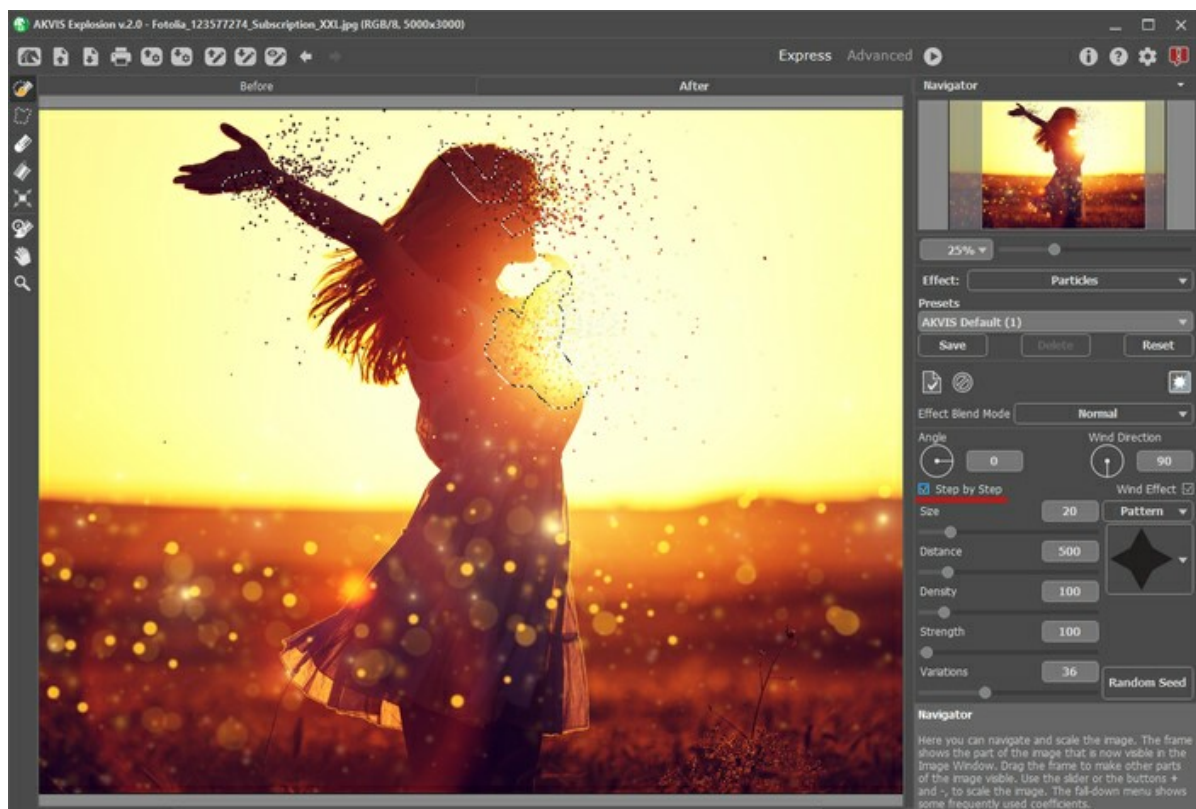 AKVIS Explosion v.2.0 - Fotolia_123577274_Subscription_XXL.jpg (RGB/8, 5000x3000)
Express Advanced
Before After
Navigator
25%
Effect: Particles
Presets
AKVIS Default (1)
Save Delete Reset
Effect Blend Mode Normal
Angle Wind Direction
0 90
Step by Step Wind Effect
Size 20 Pattern
Distance 500
Density 100
Strength 100
Variations 36 Random Seed
Navigator
Here you can navigate and scale the image. The frame
shows the part of the image that is now visible in the
Image Window. Drag the frame to make other parts
of the image visible. Use the slider or the buttons +
and -, to scale the image. The fall-down menu shows
some frequently used coefficients.